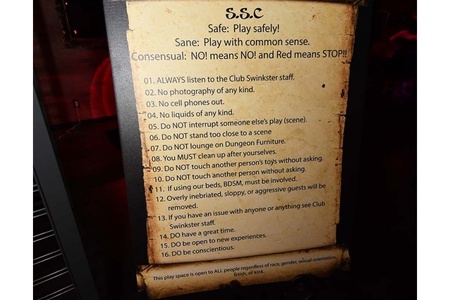 S.S.C
Safe: Play safely!
Sane: Play with common sense.
Consensual: NO! means NO! and Red means STOP!!
01. ALWAYS listen to the Club Swinkster staff.
02. No photography of any kind.
03. No cell phones out.
04. No liquids of any kind.
05. Do NOT interrupt someone else's play (scene).
06. Do NOT stand too close to a scene
07. Do NOT lounge on Dungeon Furniture.
08. You MUST clean up after yourselves.
09. Do NOT touch another person's toys without asking.
10. Do NOT touch another person without asking.
11. If using our beds, BDSM, must be involved.
12. Overly inebriated, sloppy, or aggressive guests will be
removed.
13. If you have an issue with anyone or anything see Club
Swinkster staff.
14. DO have a great time.
15. DO be open to new experiences.
16. DO be conscientious.
This play space is open to ALL people regardless of race, gender, sexual orientation,
fetish, of kink.